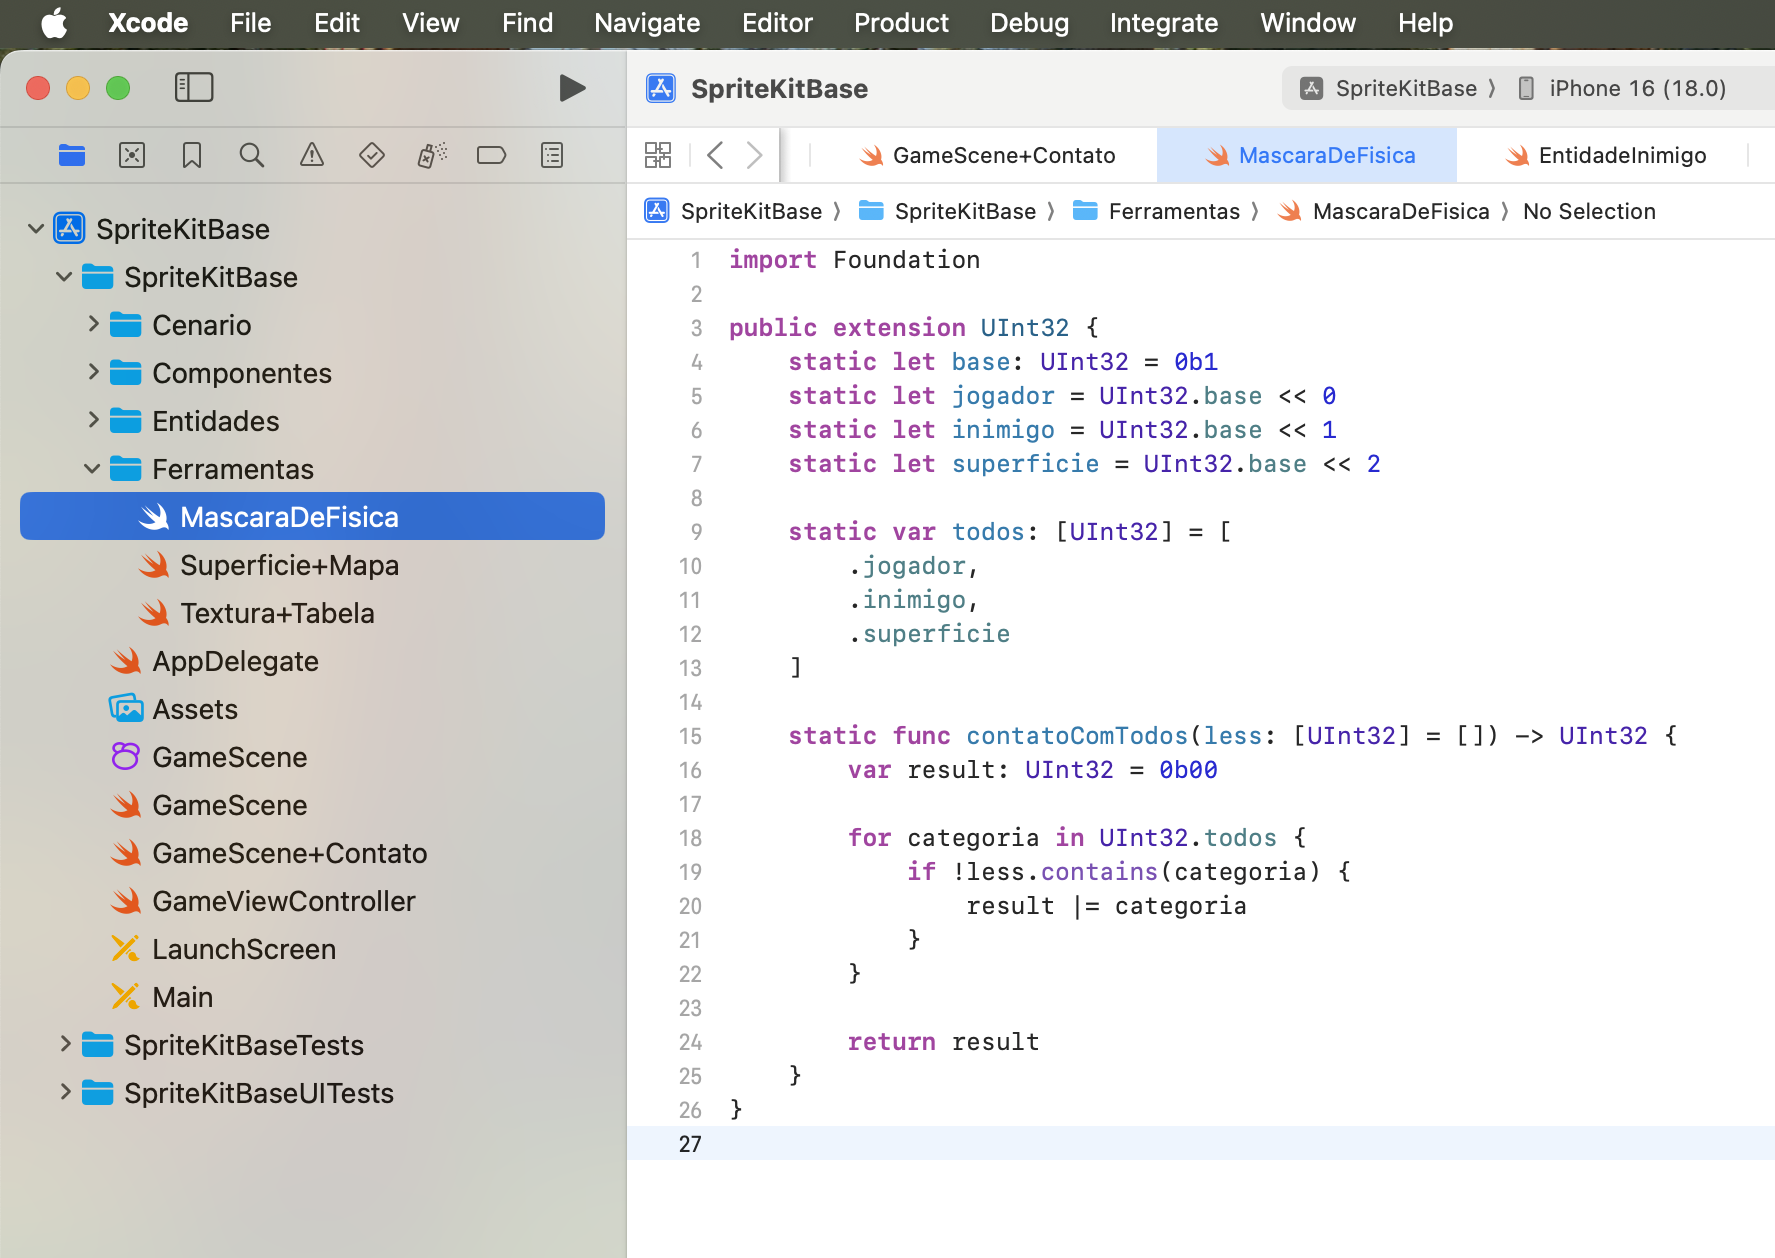 Xcode File Edit View Find Navigate Editor Product Debug Integrate Window Help
SpriteKitBase
SpriteKitBase 〉 iPhone 16 (18.0)
GameScene+Contato
MascaraDeFisica
EntidadeInimigo
SpriteKitBase 〉 SpriteKitBase 〉 Ferramentas 〉 MascaraDeFisica 〉 No Selection
SpriteKitBase
SpriteKitBase
Cenario
Componentes
Entidades
Ferramentas
MascaraDeFisica
Superficie+Mapa
Textura+Tabela
AppDelegate
Assets
GameScene
GameScene
GameScene+Contato
GameViewController
LaunchScreen
Main
SpriteKitBaseTests
SpriteKitBaseUITests
1 import Foundation
2
3 public extension UInt32 {
4     static let base: UInt32 = 0b1
5     static let jogador = UInt32.base << 0
6     static let inimigo = UInt32.base << 1
7     static let superficie = UInt32.base << 2
8
9     static var todos: [UInt32] = [
10         .jogador,
11         .inimigo,
12         .superficie
13     ]
14
15     static func contatoComTodos(less: [UInt32] = []) -> UInt32 {
16         var result: UInt32 = 0b00
17
18         for categoria in UInt32.todos {
19             if !less.contains(categoria) {
20                 result |= categoria
21             }
22         }
23
24         return result
25     }
26 }
27